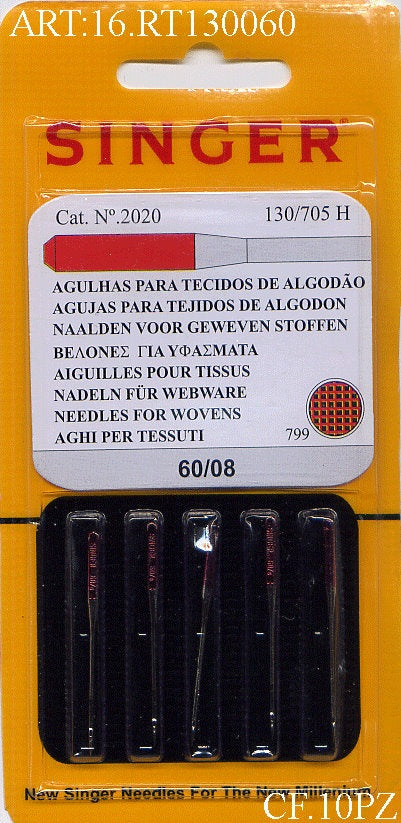 ART:16.RT130060
SINGER®
Cat. Nº.2020 130/705 H
AGULHAS PARA TECIDOS DE ALGODÃO
AGUJAS PARA TEJIDOS DE ALGODON
NAALDEN VOOR GEWEVEN STOFFEN
ΒΕΛΟΝΕΣ ΓΙΑ ΥΦΑΣΜΑΤΑ
AIGUILLES POUR TISSUS
NADELN FÜR WEBWARE
NEEDLES FOR WOVENS
AGHI PER TESSUTI 799
60/08
New Singer Needles For The New Millenium
CF.10PZ